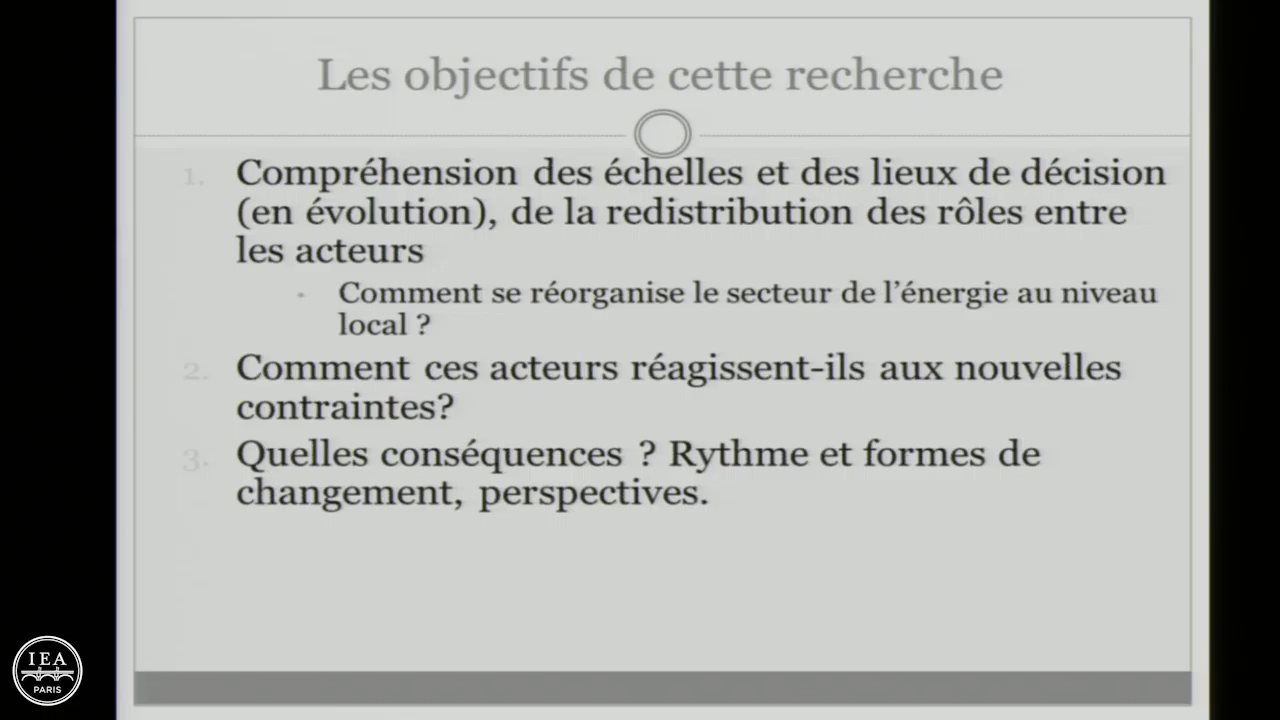 Les objectifs de cette recherche
1. Compréhension des échelles et des lieux de décision
(en évolution), de la redistribution des rôles entre
les acteurs
• Comment se réorganise le secteur de l'énergie au niveau
local ?
2. Comment ces acteurs réagissent-ils aux nouvelles
contraintes?
3. Quelles conséquences ? Rythme et formes de
changement, perspectives.
IEA
PARIS